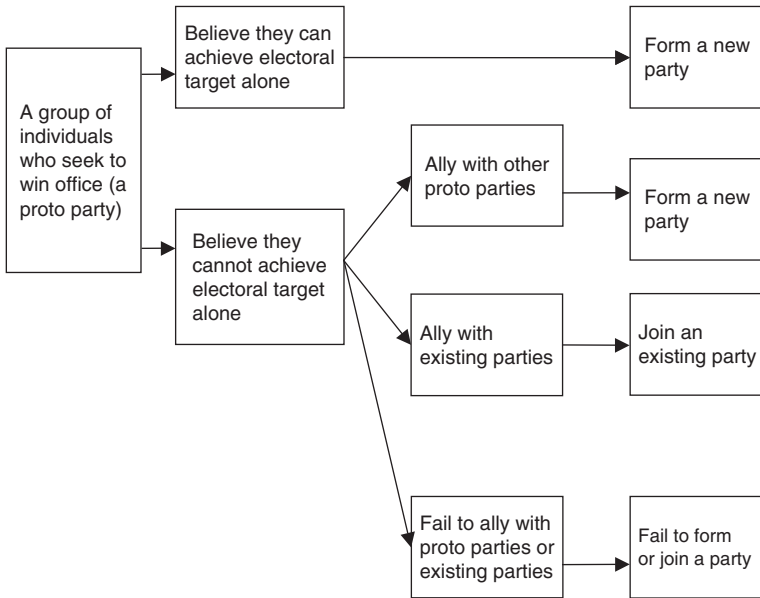 A group of
individuals
who seek to
win office (a
proto party)
Believe they can
achieve electoral
target alone
Form a new
party
Believe they
cannot achieve
electoral target
alone
Ally with other
proto parties
Form a new
party
Ally with
existing parties
Join an
existing party
Fail to ally with
proto parties or
existing parties
Fail to form
or join a party